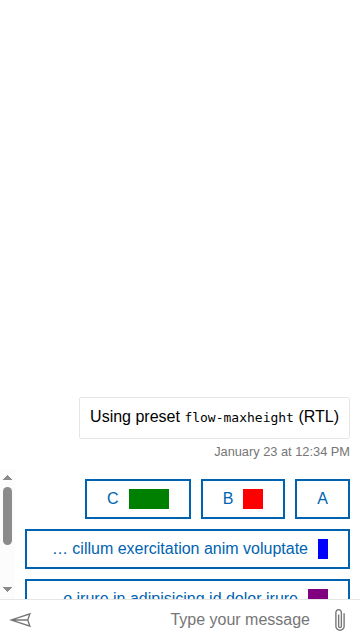 Using preset flow-maxheight (RTL)
January 23 at 12:34 PM
A
B
C
… cillum exercitation anim voluptate
irure in adipisicing id dolor irure
Type your message